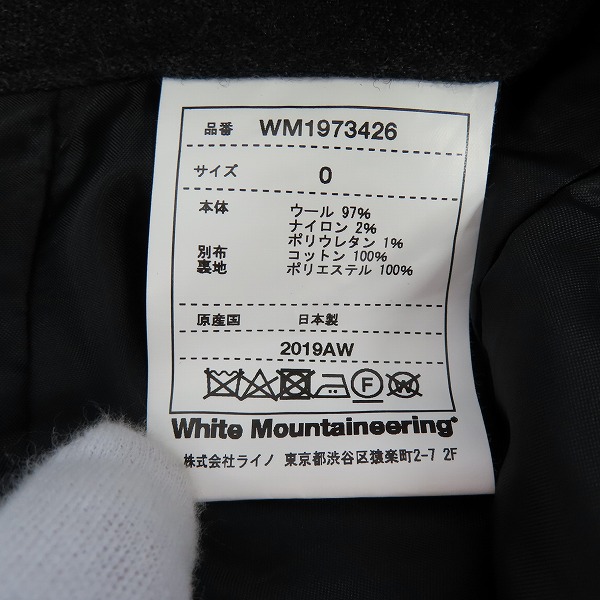 品番 WM1973426
サイズ 0
本体 ウール 97%
ナイロン 2%
ポリウレタン 1%
別布 コットン 100%
裏地 ポリエステル 100%
原産国 日本製
2019AW
F W
White Mountaineering®
株式会社ライノ 東京都渋谷区猿楽町2-7 2F